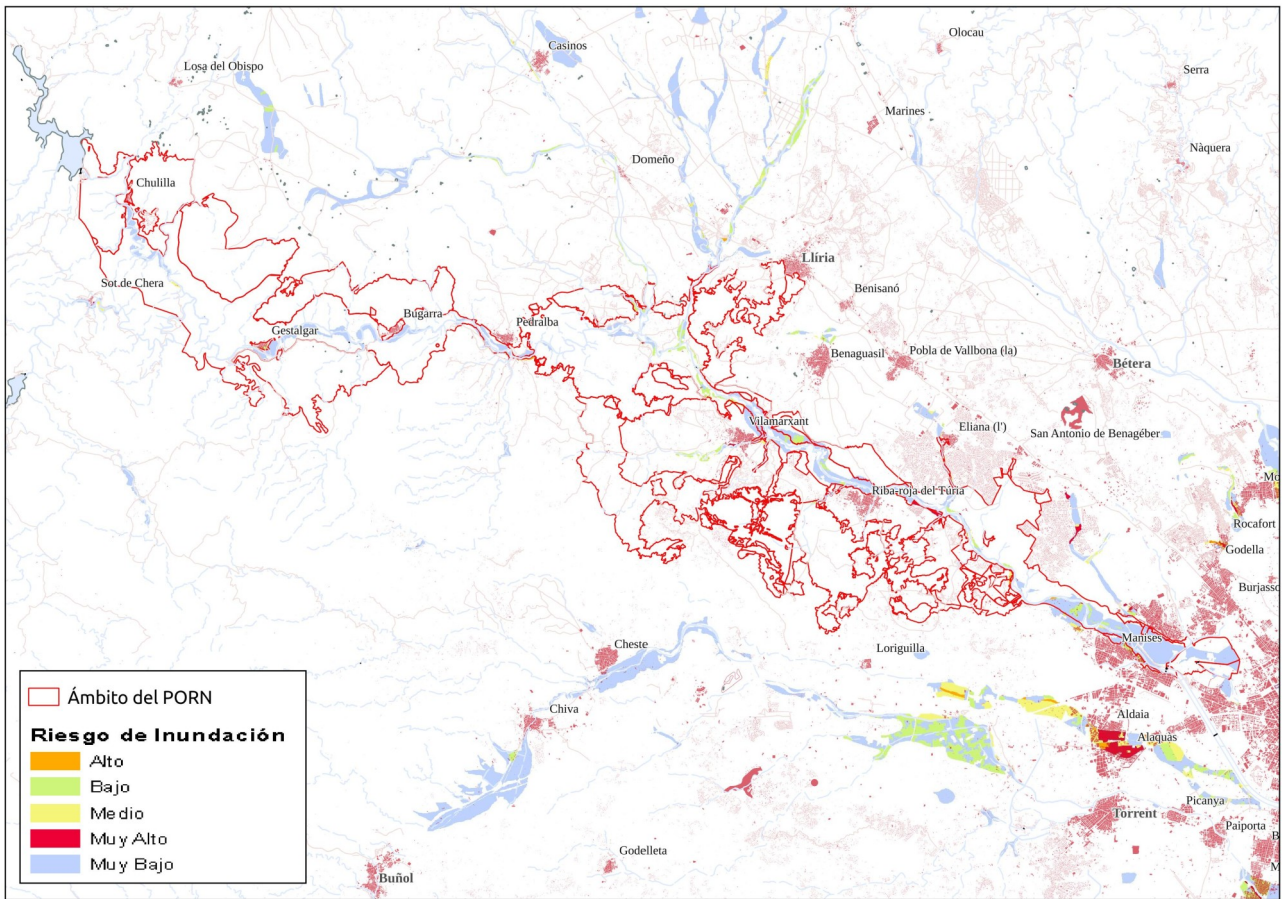 Olocau
Casinos
Losa del Obispo
Serra
Marines
Nàquera
Domeño
Chulilla
Llíria
Sot de Chera
Benisanó
Bugarra
Gestalgar
Pedralba
Benaguasil
Pobla de Vallbona (la)
Bétera
Vilamarxant
Eliana (l')
San Antonio de Benagéber
Mo
Riba-roja del Túria
Rocafort
Godella
Burjasso
Manises
Cheste
Loriguilla
Chiva
Aldaia
Alaquàs
Picanya
Torrent
Paiporta
B
Godelleta
M
Buñol
Ámbito del PORN
Riesgo de Inundación
Alto
Bajo
Medio
Muy Alto
Muy Bajo